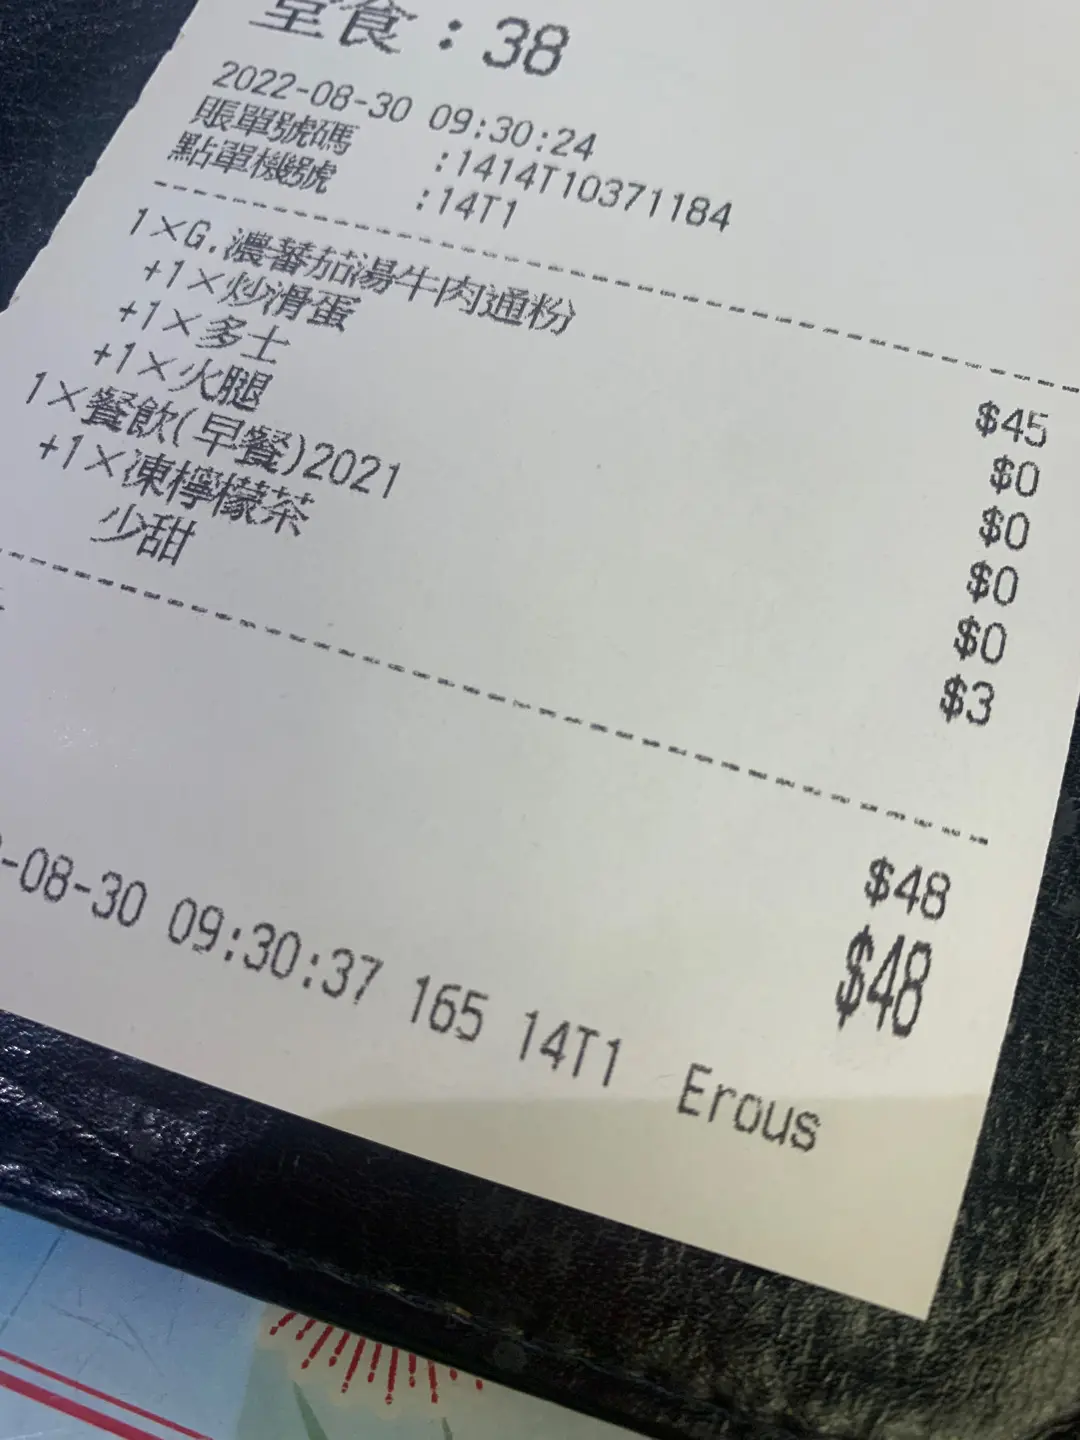 堂食：38
2022-08-30 09:30:24
賬單號碼 :1414T10371184
點單機號 :14T1
1×G.濃蕃茄湯牛肉通粉 $45
+1×炒滑蛋 $0
+1×多士 $0
+1×火腿 $0
1×餐飲(早餐)2021 $0
+1×凍檸檬茶 $3
少甜
$48
$48
-08-30 09:30:37 165 14T1 Erous